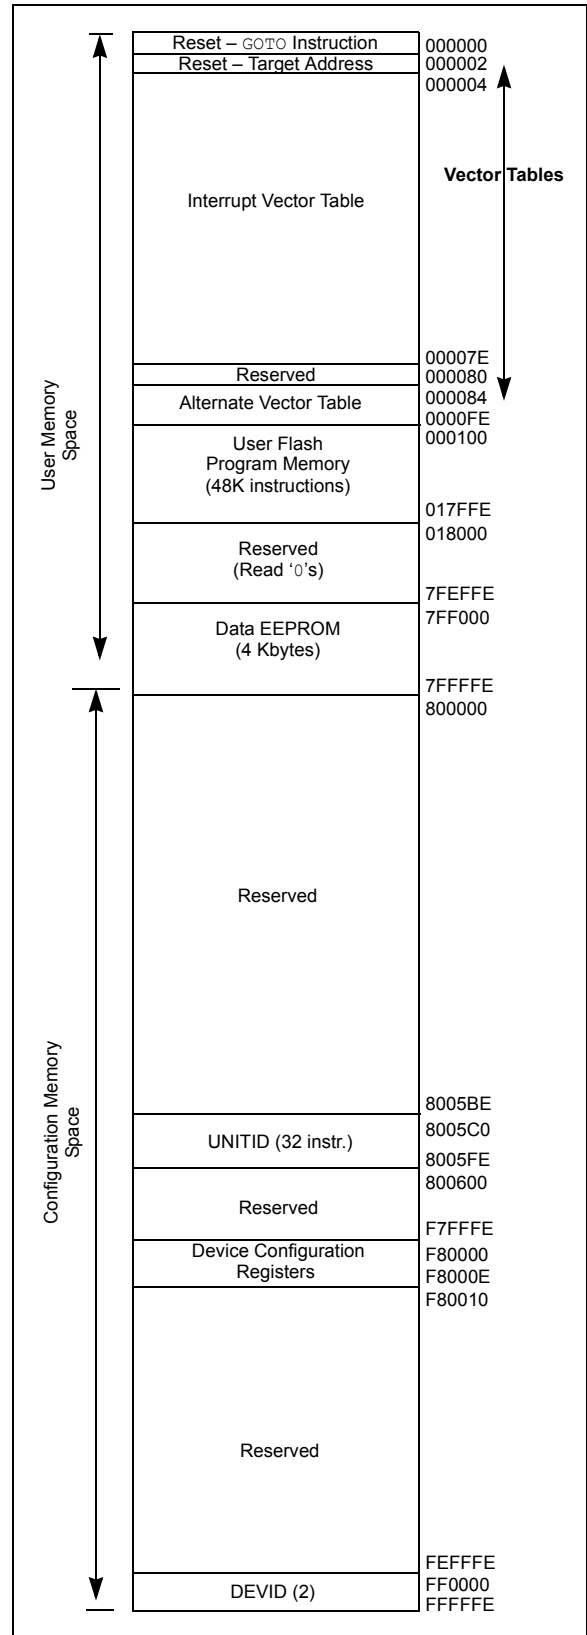 Reset – GOTO Instruction
000000
Reset – Target Address
000002
000004
Vector Tables
Interrupt Vector Table
00007E
Reserved
000080
000084
Alternate Vector Table
0000FE
000100
User Flash
Program Memory
(48K instructions)
017FFE
018000
Reserved
(Read ‘0’s)
7FEFFE
7FF000
Data EEPROM
(4 Kbytes)
7FFFFE
800000
User Memory
Space
Reserved
8005BE
8005C0
UNITID (32 instr.)
8005FE
800600
Reserved
F7FFFE
Device Configuration
Registers
F80000
F8000E
F80010
Configuration Memory
Space
Reserved
FEFFFE
FF0000
DEVID (2)
FFFFFE